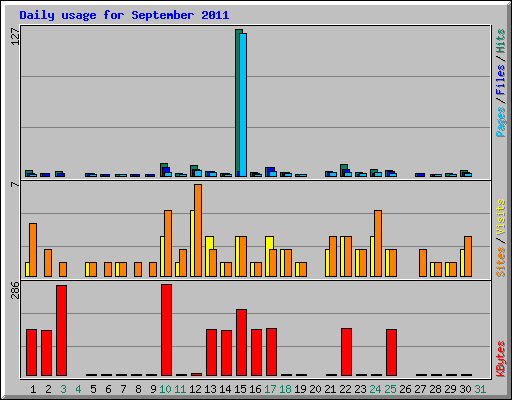 Daily usage for September 2011
127
Pages / Files / Hits
7
Sites / Visits
286
KBytes
1 2 3 4 5 6 7 8 9 10 11 12 13 14 15 16 17 18 19 20 21 22 23 24 25 26 27 28 29 30 31